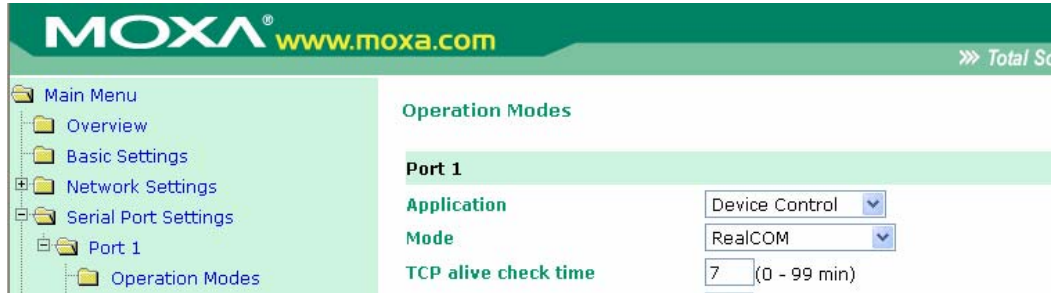 MOXA® www.moxa.com
Total
Main Menu
Overview
Basic Settings
Network Settings
Serial Port Settings
Port 1
Operation Modes
Operation Modes
Port 1
Application Device Control
Mode RealCOM
TCP alive check time 7 (0 - 99 min)